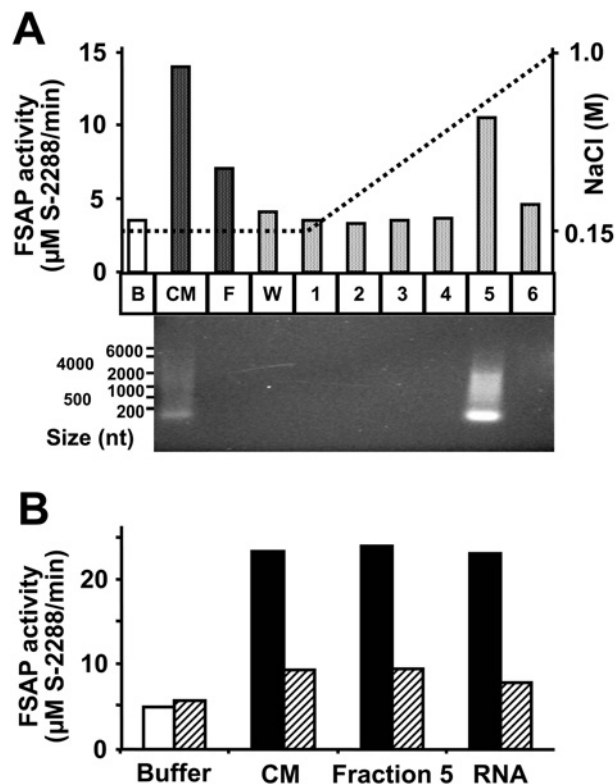 A
FSAP activity
(µM S-2288/min)
15
10
5
0
1.0
0.15
NaCl (M)
B CM F W 1 2 3 4 5 6
6000
4000
2000
1000
500
200
Size (nt)
B
FSAP activity
(µM S-2288/min)
20
10
0
Buffer CM Fraction 5 RNA